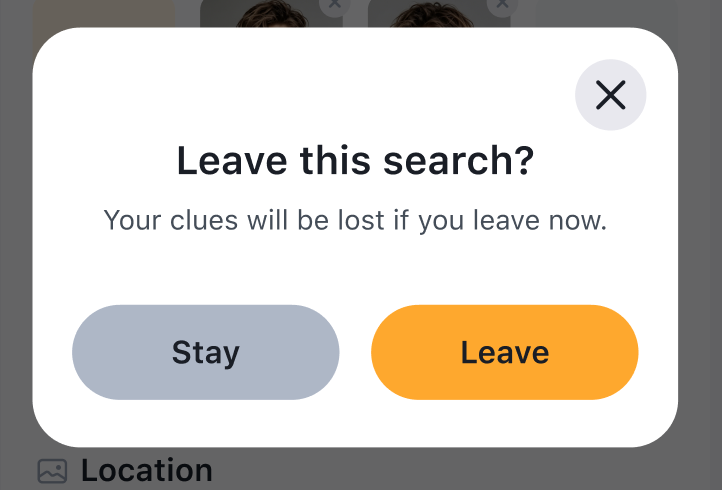 Leave this search?
Your clues will be lost if you leave now.
Stay
Leave
Location